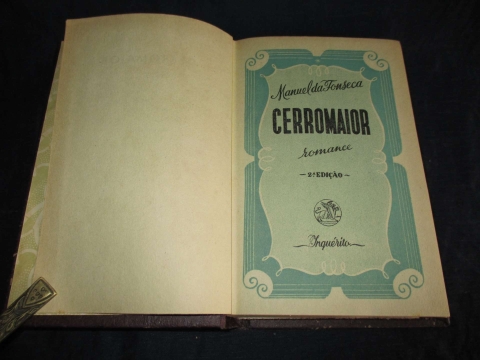 Manuel da Fonseca
CERROMAIOR
romance
- 2.ª EDIÇÃO -
Inquérito